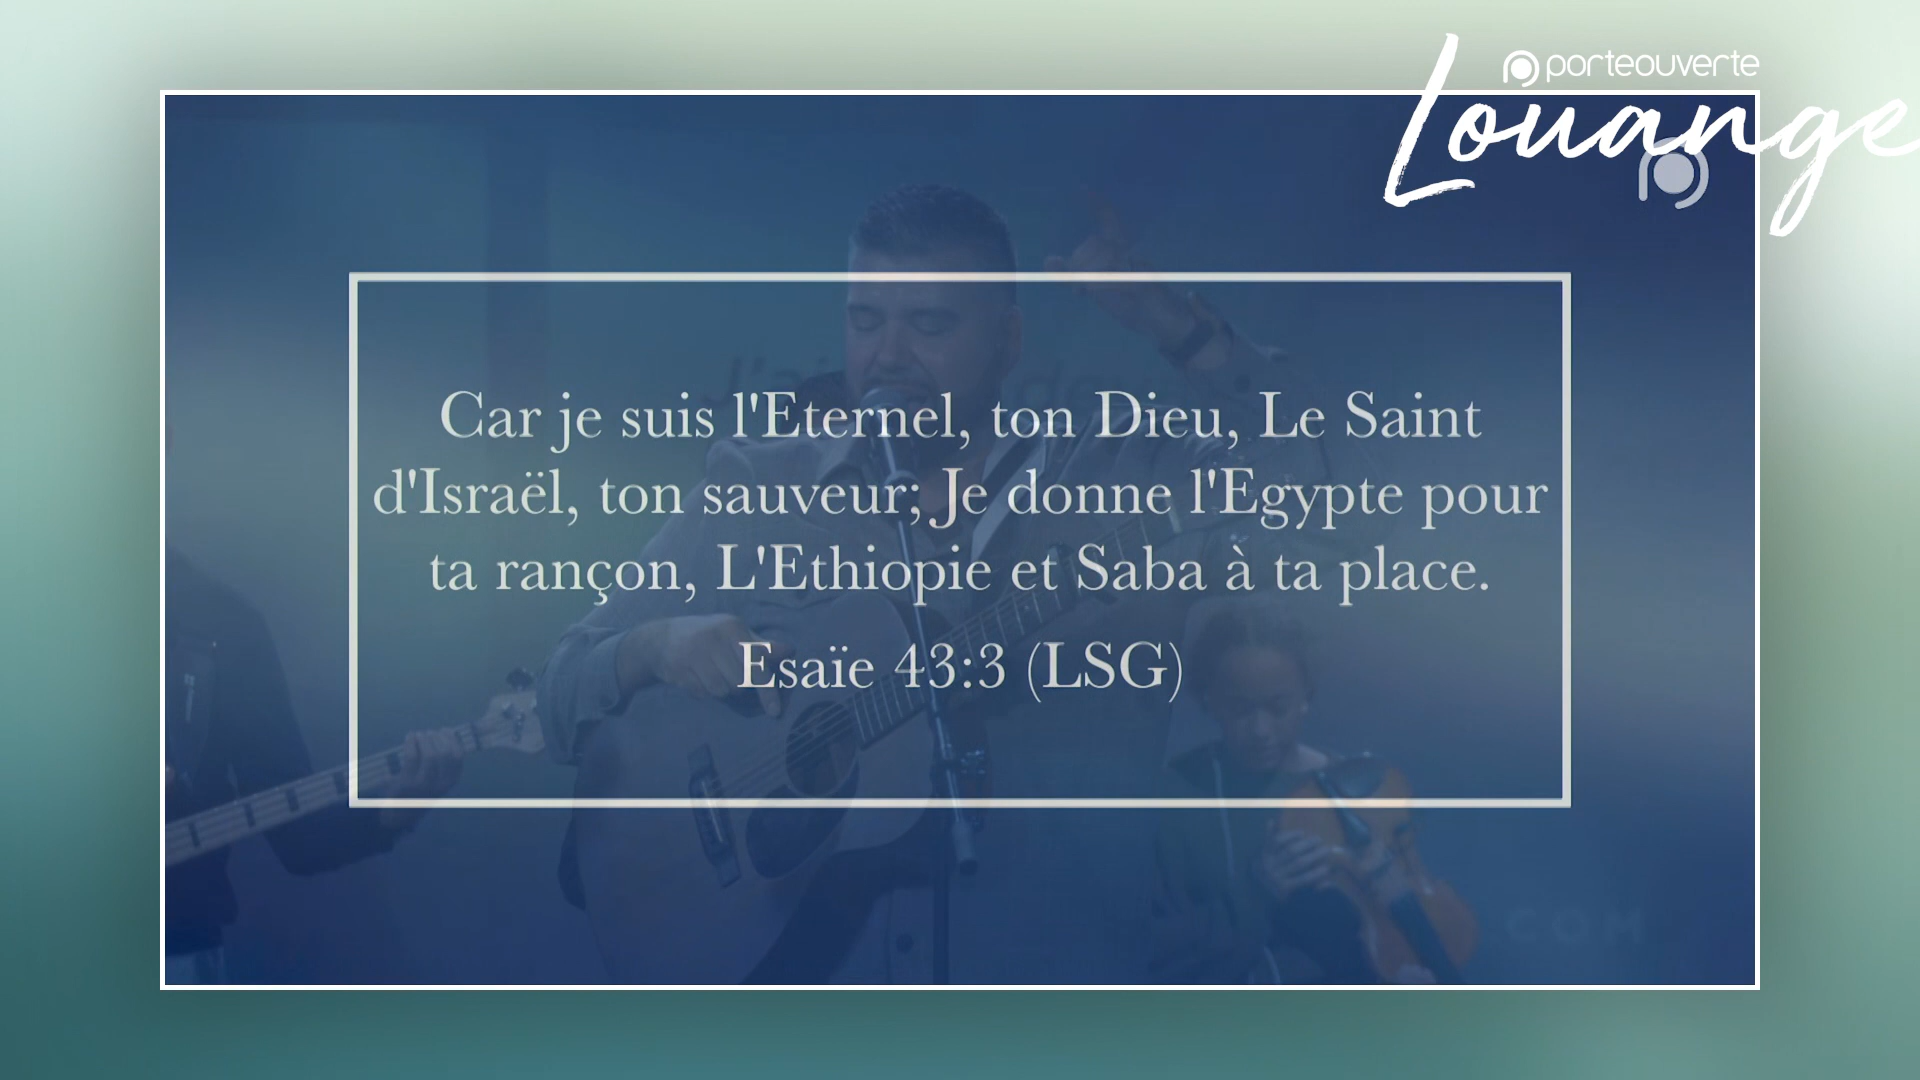 porteouverte
Louange
Car je suis l'Eternel, ton Dieu, Le Saint
d'Israël, ton sauveur; Je donne l'Egypte pour
ta rançon, L'Ethiopie et Saba à ta place.
Esaïe 43:3 (LSG)
COM